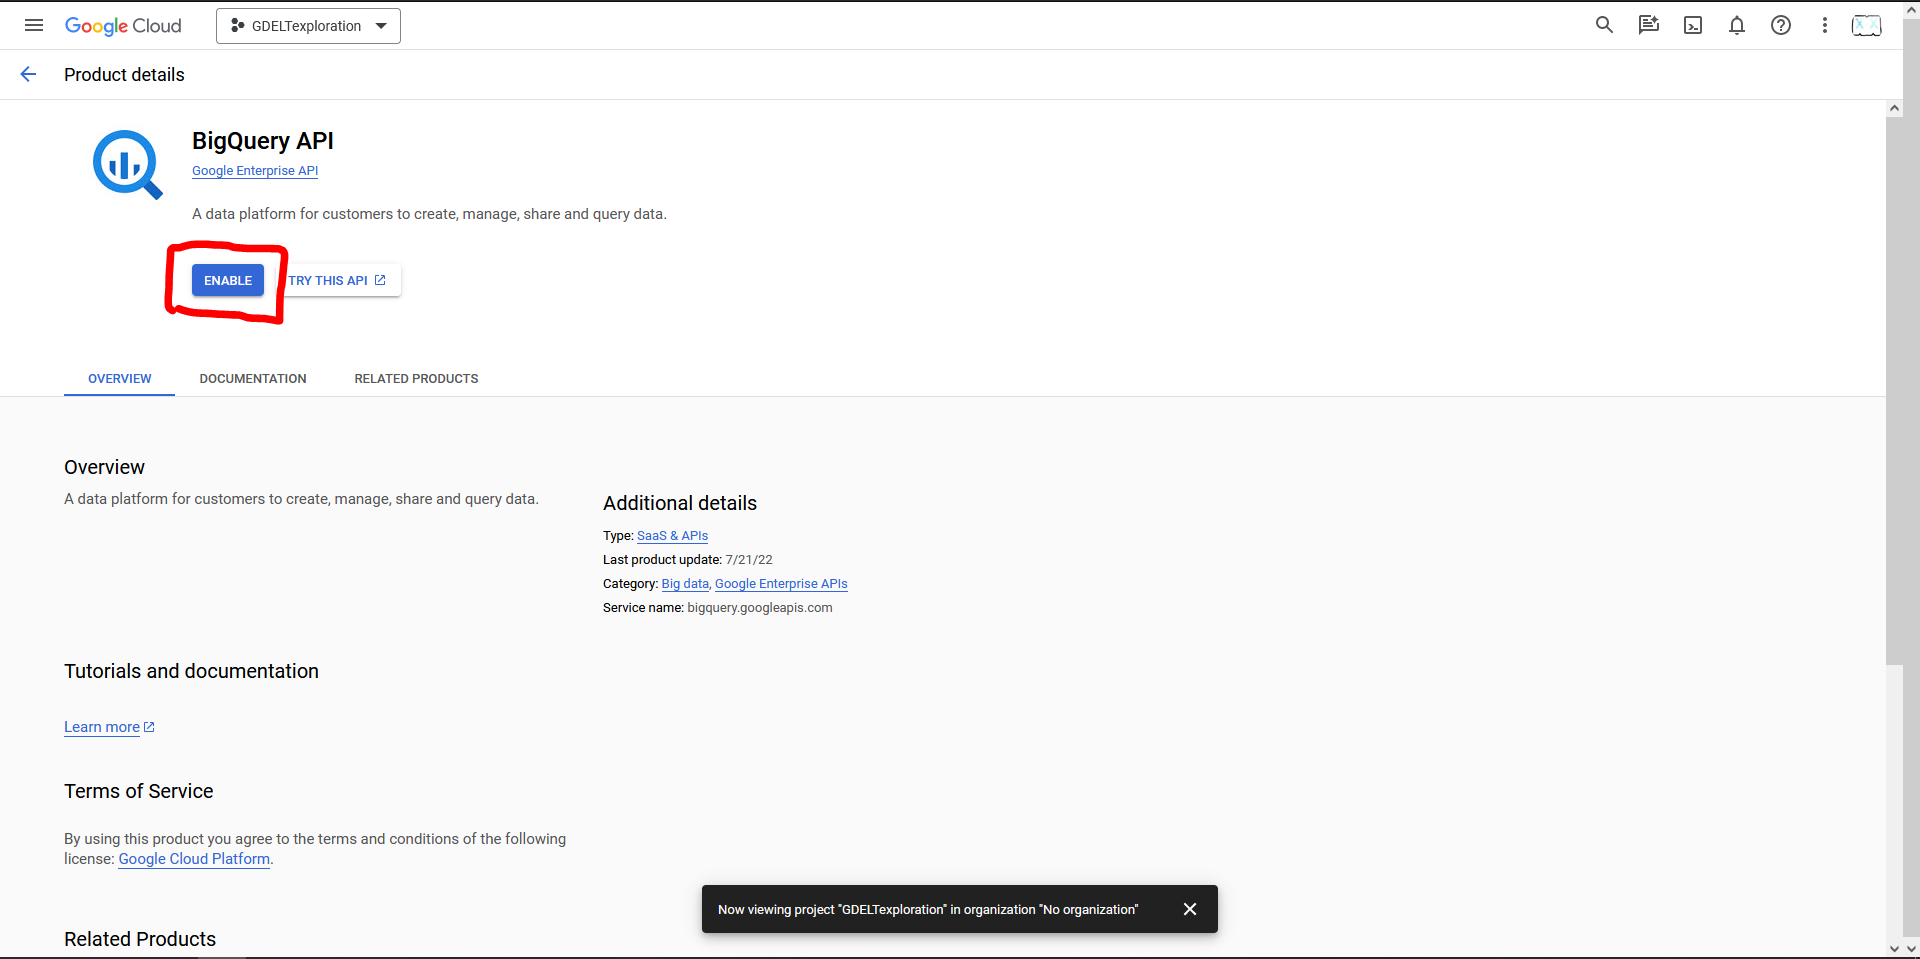 Google Cloud
GDELTexploration
Product details
BigQuery API
Google Enterprise API
A data platform for customers to create, manage, share and query data.
ENABLE
TRY THIS API
OVERVIEW
DOCUMENTATION
RELATED PRODUCTS
Overview
A data platform for customers to create, manage, share and query data.
Additional details
Type: SaaS & APIs
Last product update: 7/21/22
Category: Big data, Google Enterprise APIs
Service name: bigquery.googleapis.com
Tutorials and documentation
Learn more
Terms of Service
By using this product you agree to the terms and conditions of the following
license: Google Cloud Platform.
Now viewing project "GDELTexploration" in organization "No organization"
Related Products